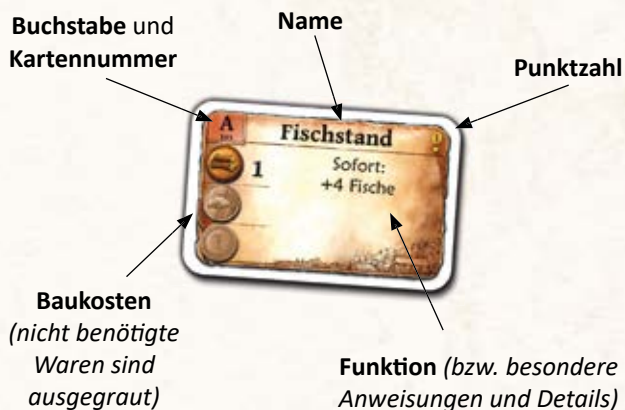 Buchstabe und
Kartennummer
Name
Punktzahl
A
Fischstand
1
Sofort:
+4 Fische
Baukosten
(nicht benötigte
Waren sind
ausgegraut)
Funktion (bzw. besondere
Anweisungen und Details)